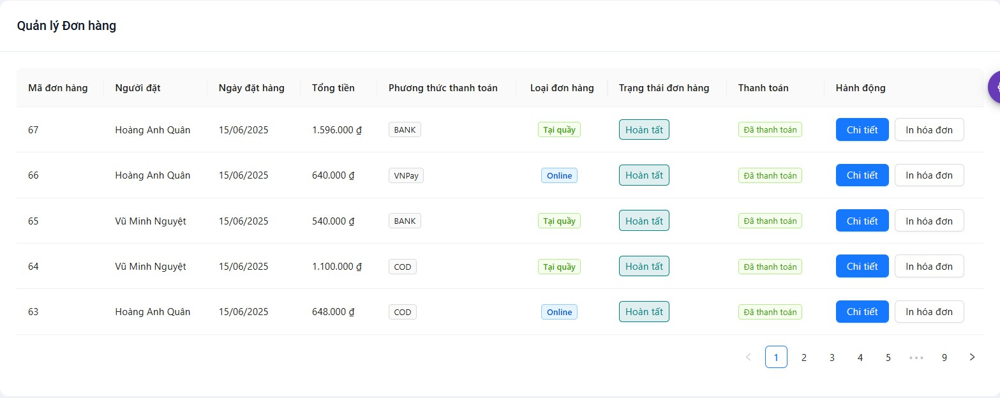 Quản lý Đơn hàng
Mã đơn hàng Người đặt Ngày đặt hàng Tổng tiền Phương thức thanh toán Loại đơn hàng Trạng thái đơn hàng Thanh toán Hành động
67 Hoàng Anh Quân 15/06/2025 1.596.000 ₫ BANK Tại quầy Hoàn tất Đã thanh toán Chi tiết In hóa đơn
66 Hoàng Anh Quân 15/06/2025 640.000 ₫ VNPay Online Hoàn tất Đã thanh toán Chi tiết In hóa đơn
65 Vũ Minh Nguyệt 15/06/2025 540.000 ₫ BANK Tại quầy Hoàn tất Đã thanh toán Chi tiết In hóa đơn
64 Vũ Minh Nguyệt 15/06/2025 1.100.000 ₫ COD Tại quầy Hoàn tất Đã thanh toán Chi tiết In hóa đơn
63 Hoàng Anh Quân 15/06/2025 648.000 ₫ COD Online Hoàn tất Đã thanh toán Chi tiết In hóa đơn
< 1 2 3 4 5 ••• 9 >